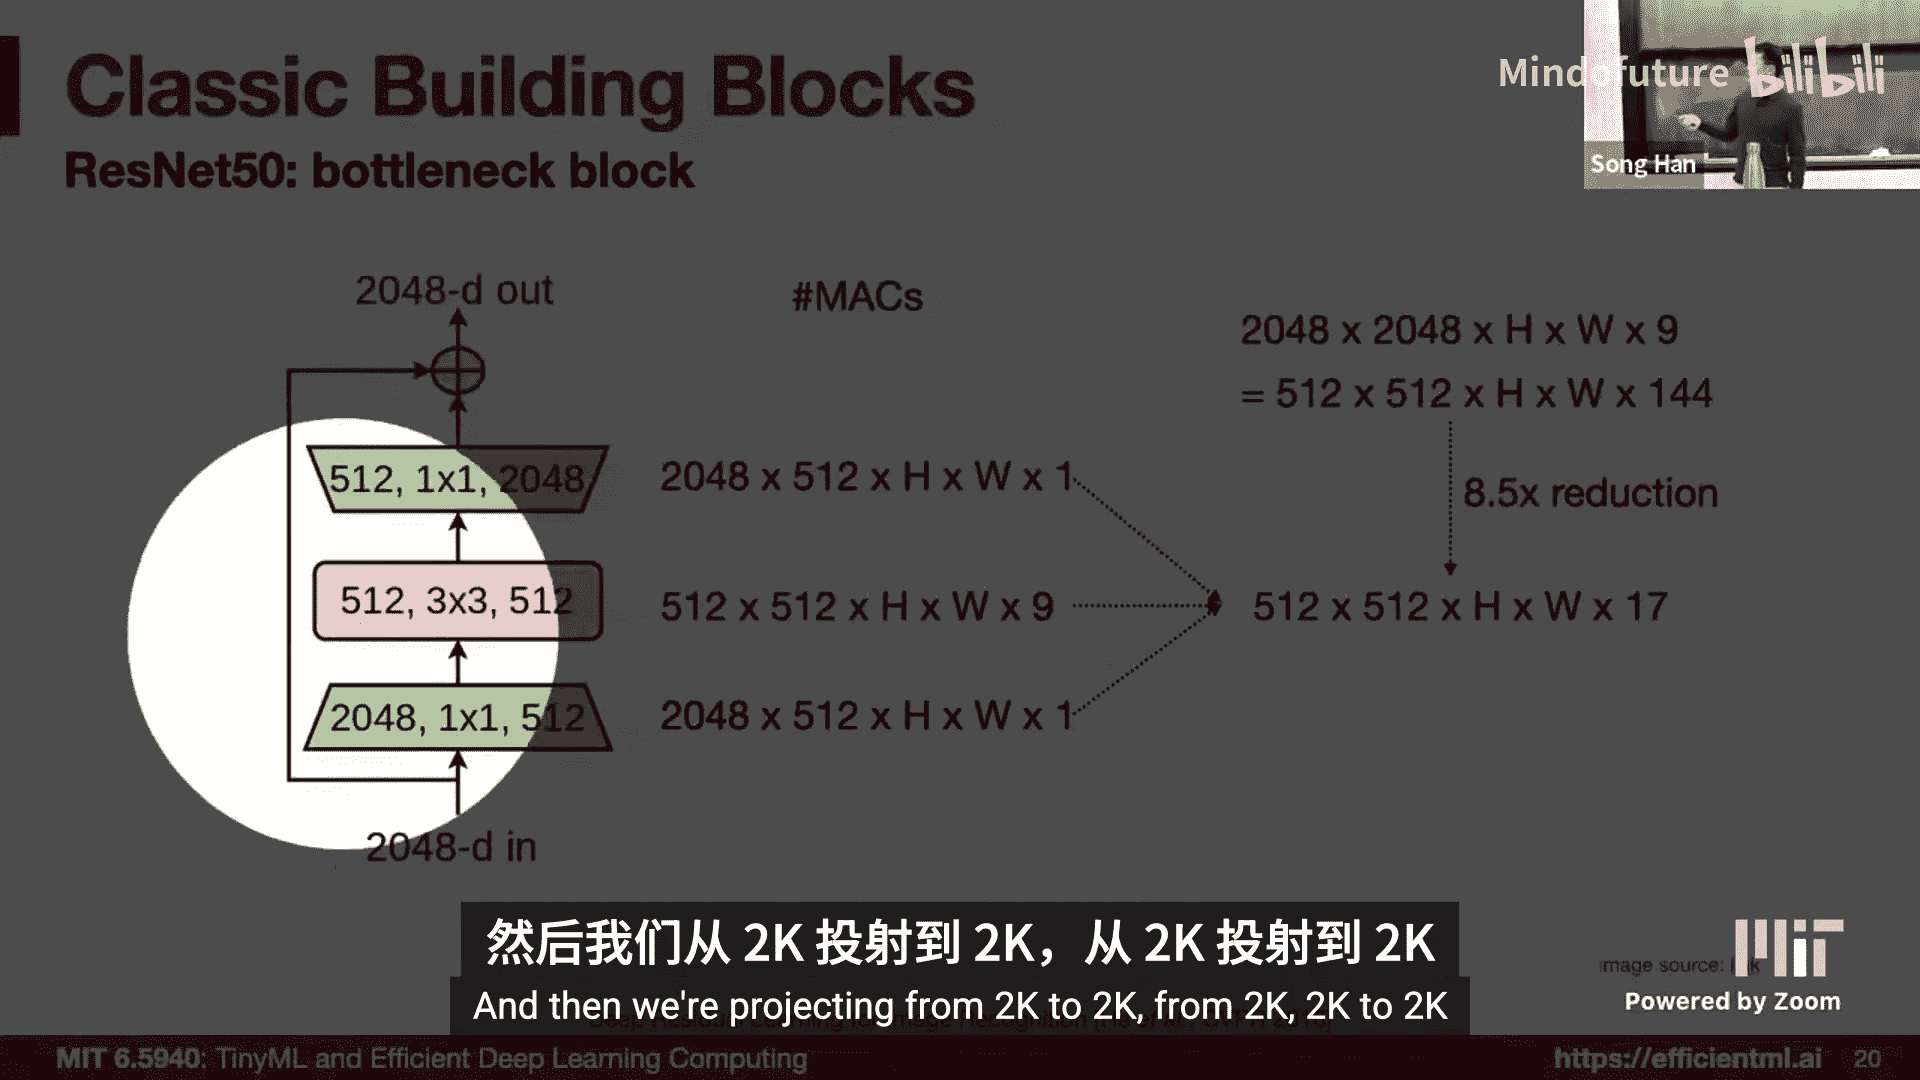 Classic Building Blocks
ResNet50: bottleneck block
Mindofuture bilibili
Song Han
2048-d out
#MACs
2048 x 2048 x H x W x 9
= 512 x 512 x H x W x 144
512, 1x1, 2048
2048 x 512 x H x W x 1
8.5x reduction
512, 3x3, 512
512 x 512 x H x W x 9
512 x 512 x H x W x 17
2048, 1x1, 512
2048 x 512 x H x W x 1
2048-d in
然后我们从 2K 投射到 2K，从 2K 投射到 2K
And then we're projecting from 2K to 2K, from 2K, 2K to 2K
Image source:
MIT
Powered by Zoom
MIT 6.5940: TinyML and Efficient Deep Learning Computing
https://efficientml.ai
20